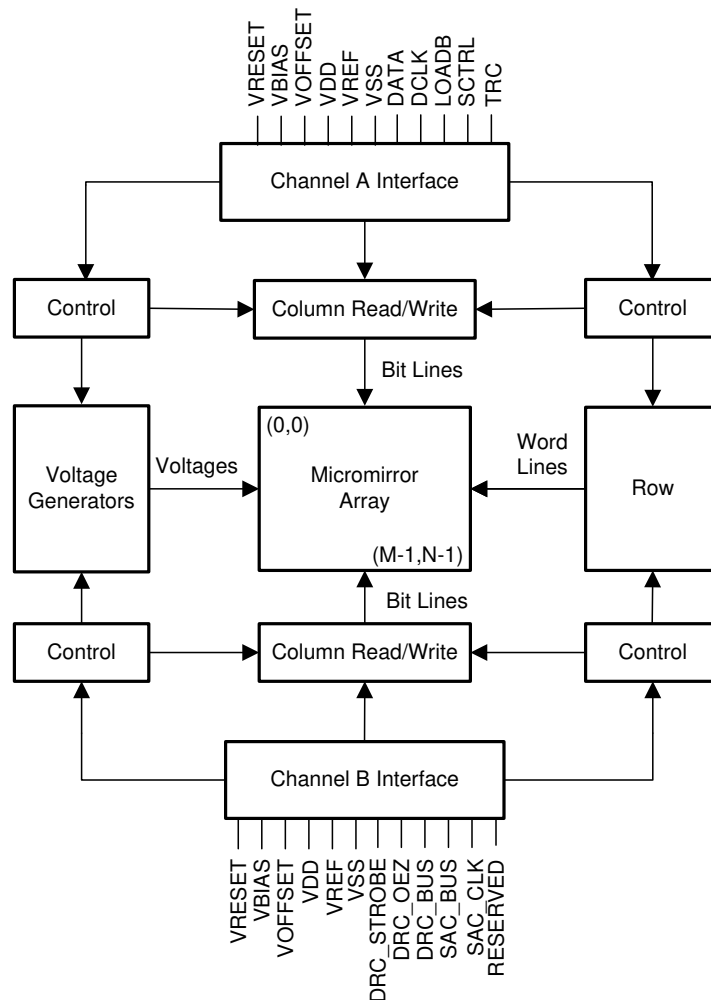 VRESET
VBIAS
VOFFSET
VDD
VREF
VSS
DATA
DCLK
LOADB
SCTRL
TRC
Channel A Interface
Control
Column Read/Write
Control
Bit Lines
(0,0)
Voltage
Generators
Voltages
Micromirror
Array
Word
Lines
Row
(M-1,N-1)
Bit Lines
Control
Column Read/Write
Control
Channel B Interface
VRESET
VBIAS
VOFFSET
VDD
VREF
VSS
DRC_STROBE
DRC_OEZ
DRC_BUS
SAC_BUS
SAC_CLK
RESERVED